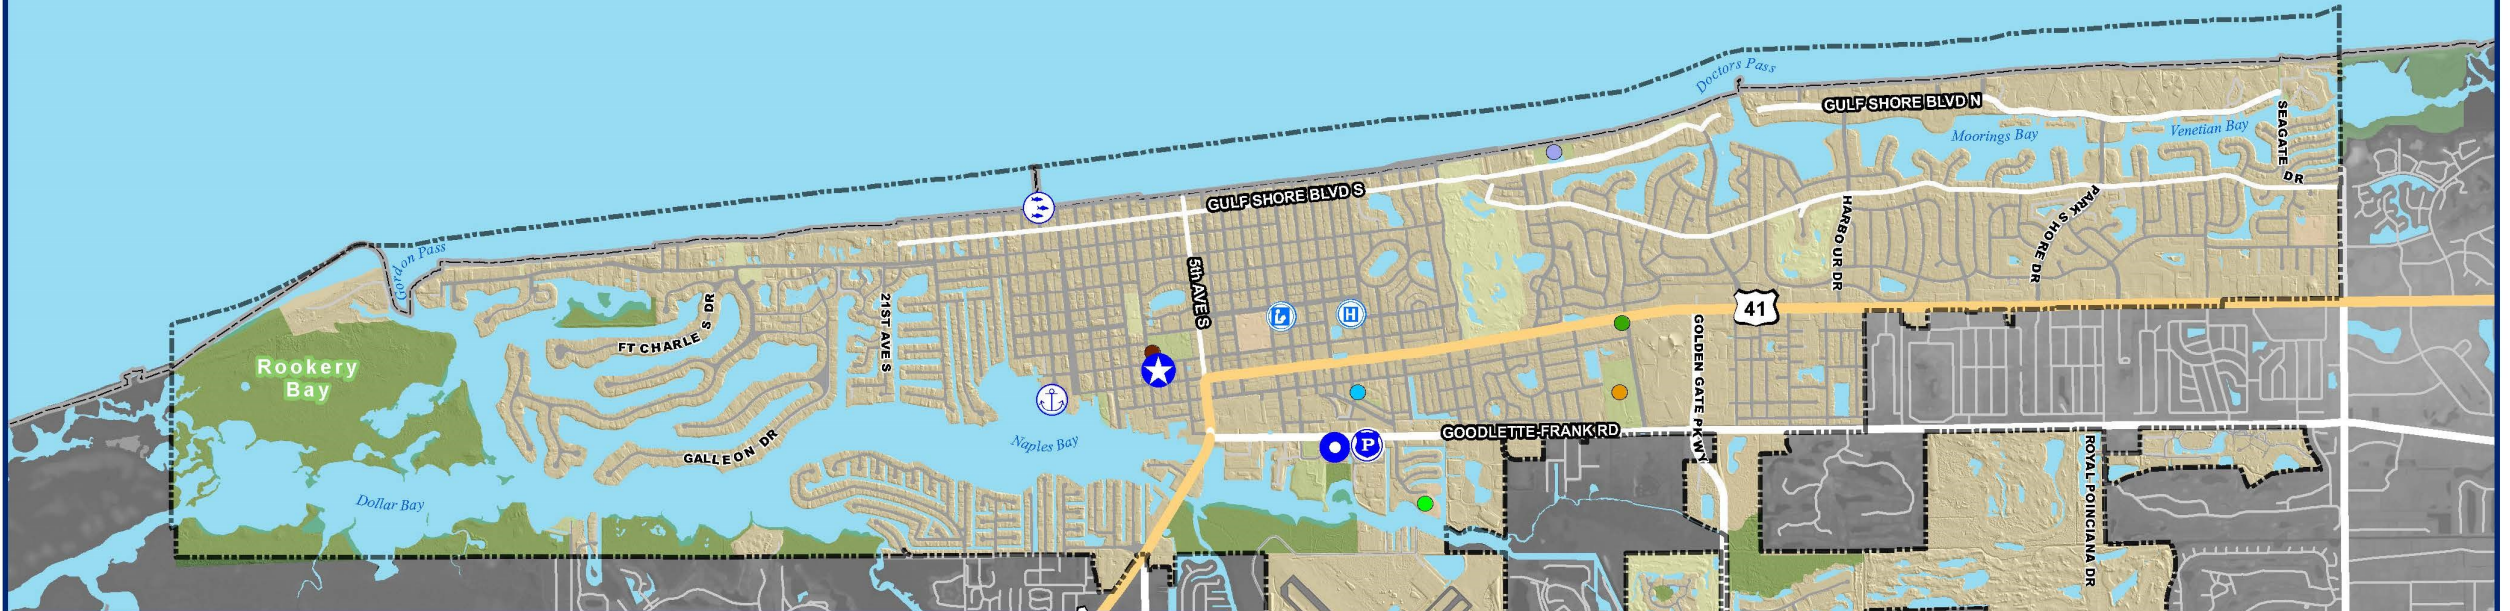 Doctors Pass
GULF SHORE BLVD N
Moorings Bay
Venetian Bay
SEAGATE DR
GULF SHORE BLVD S
HARBOUR DR
PARK SHORE DR
Gordon Pass
5th AVE S
21ST AVE S
FT CHARLE S DR
H
41
GOLDEN GATE PKWY
Rookery
Bay
GALLEON DR
Naples Bay
P
GOODLETTE-FRANK RD
ROYAL POINCIANA DR
Dollar Bay